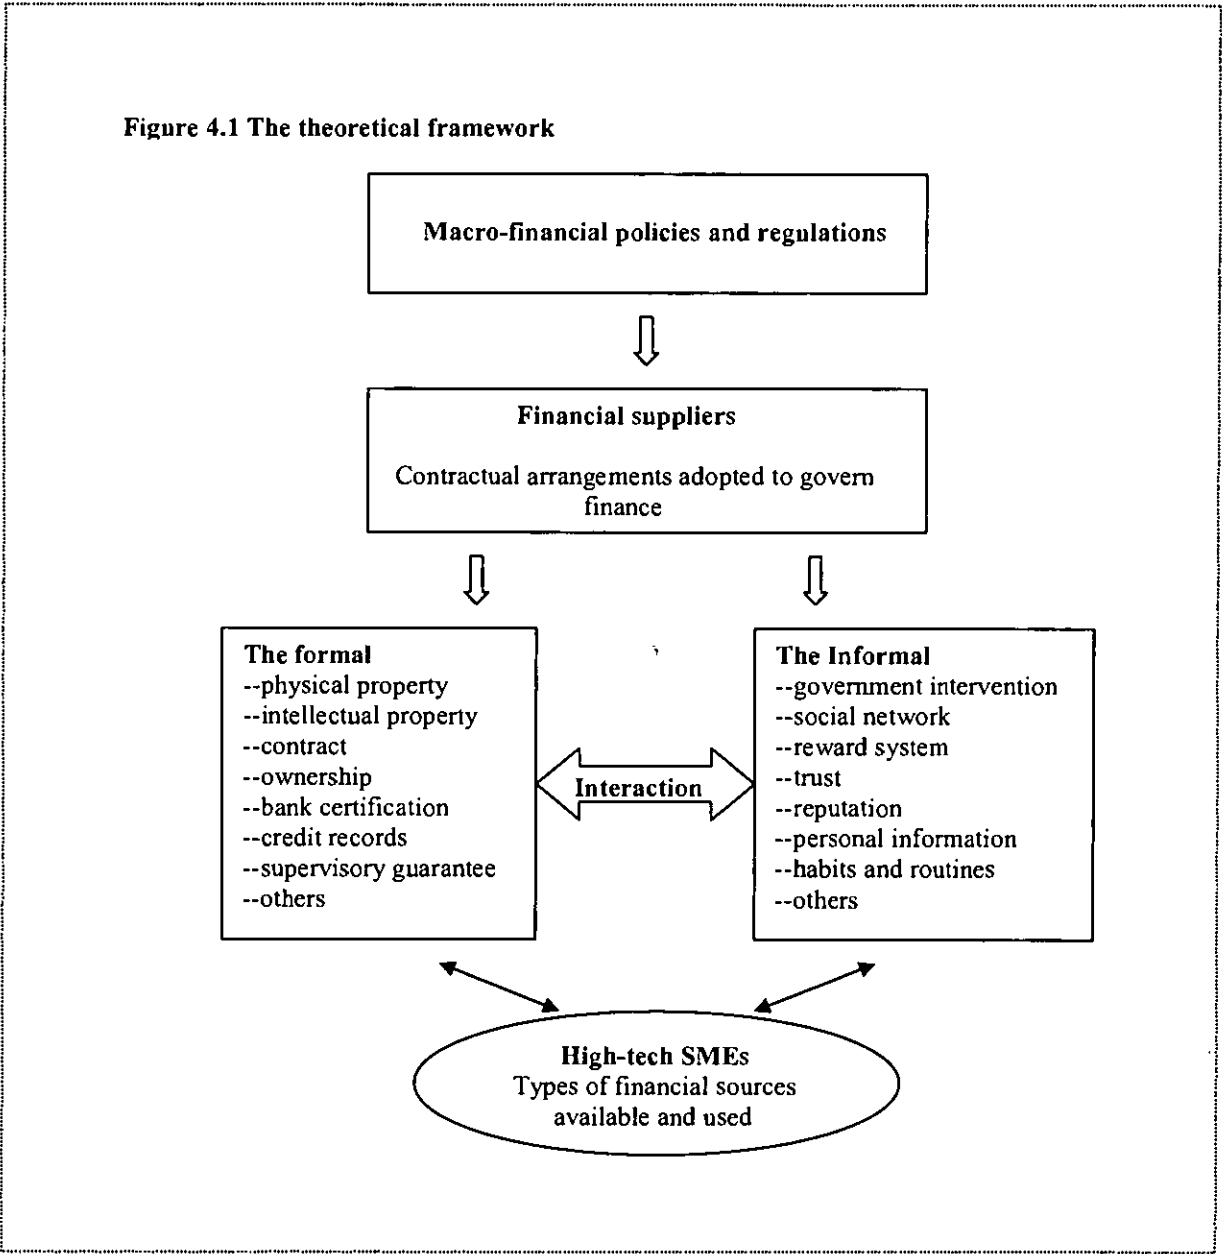 Figure 4.1 The theoretical framework
Macro-financial policies and regulations
Financial suppliers
Contractual arrangements adopted to govern
finance
The formal
--physical property
--intellectual property
--contract
--ownership
--bank certification
--credit records
--supervisory guarantee
--others
Interaction
The Informal
--government intervention
--social network
--reward system
--trust
--reputation
--personal information
--habits and routines
--others
High-tech SMEs
Types of financial sources
available and used